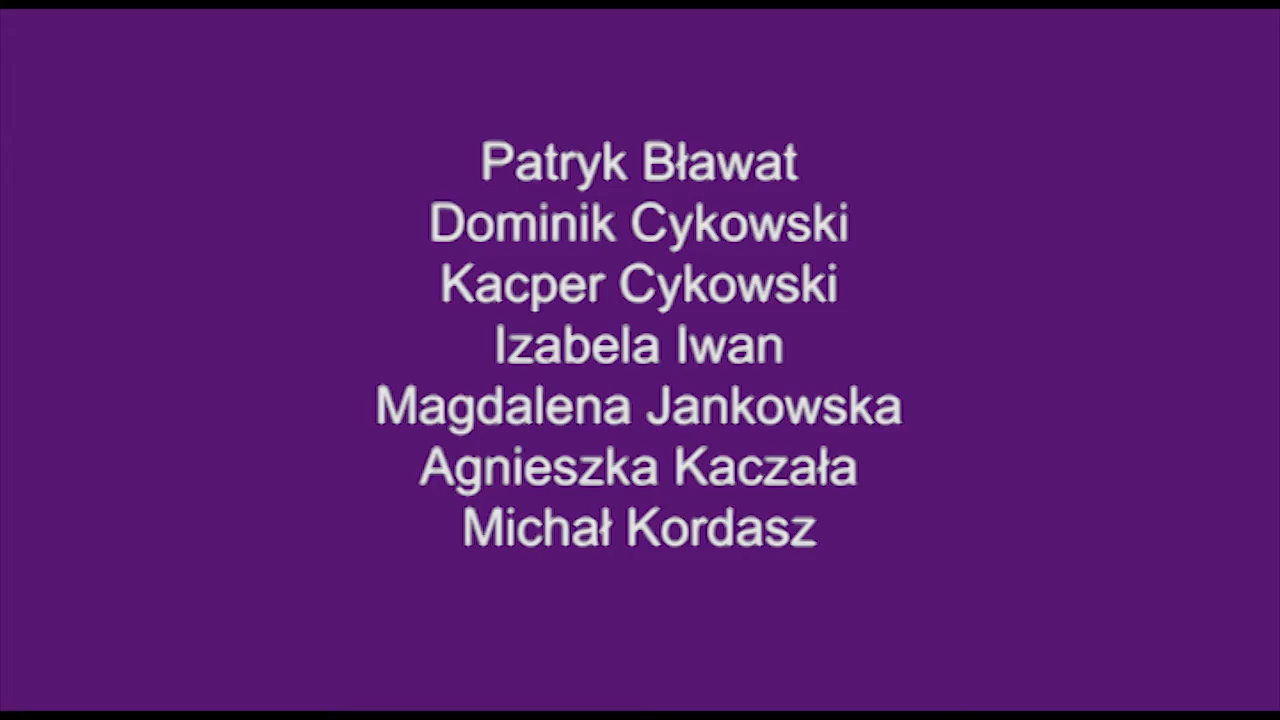 Patryk Bławat
Dominik Cykowski
Kacper Cykowski
Izabela Iwan
Magdalena Jankowska
Agnieszka Kaczała
Michał Kordasz